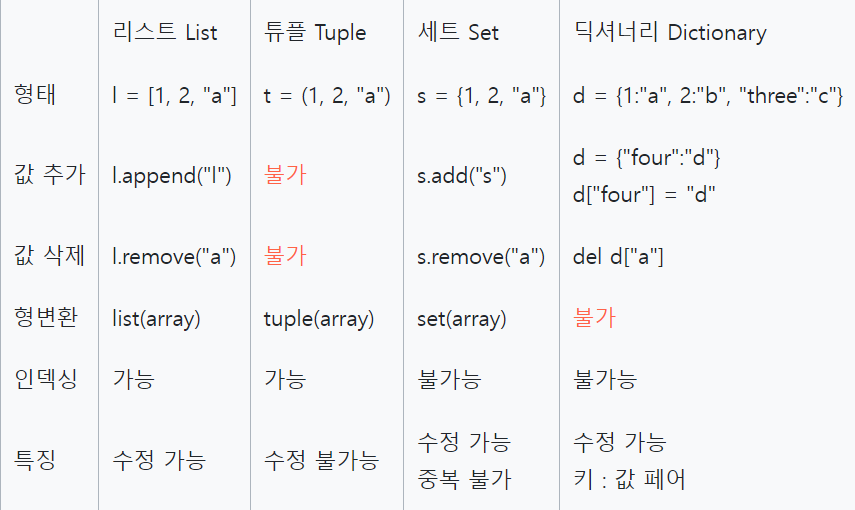 리스트 List 튜플 Tuple 세트 Set 딕셔너리 Dictionary
형태 l = [1, 2, "a"] t = (1, 2, "a") s = {1, 2, "a"} d = {1:"a", 2:"b", "three":"c"}
값 추가 l.append("l") 불가 s.add("s") d = {"four":"d"}
d["four"] = "d"
값 삭제 l.remove("a") 불가 s.remove("a") del d["a"]
형변환 list(array) tuple(array) set(array) 불가
인덱싱 가능 가능 불가능 불가능
특징 수정 가능 수정 불가능 수정 가능 수정 가능
중복 불가 키 : 값 페어